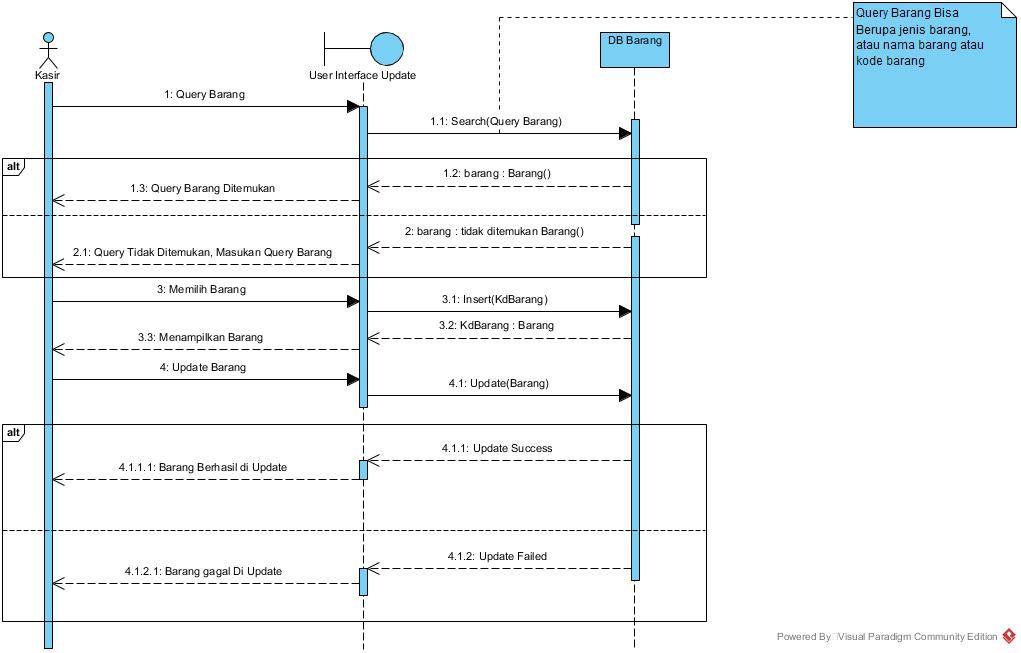 Query Barang Bisa
Berupa jenis barang,
atau nama barang atau
kode barang
DB Barang
Kasir
User Interface Update
1: Query Barang
1.1: Search(Query Barang)
alt
1.2: barang : Barang()
1.3: Query Barang Ditemukan
2: barang : tidak ditemukan Barang()
2.1: Query Tidak Ditemukan, Masukan Query Barang
3: Memilih Barang
3.1: Insert(KdBarang)
3.2: KdBarang : Barang
3.3: Menampilkan Barang
4: Update Barang
4.1: Update(Barang)
alt
4.1.1: Update Success
4.1.1.1: Barang Berhasil di Update
4.1.2: Update Failed
4.1.2.1: Barang gagal Di Update
Powered By Visual Paradigm Community Edition